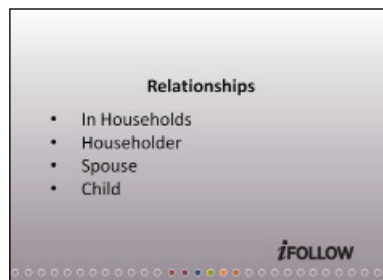 Relationships
• In Households
• Householder
• Spouse
• Child
iFOLLOW